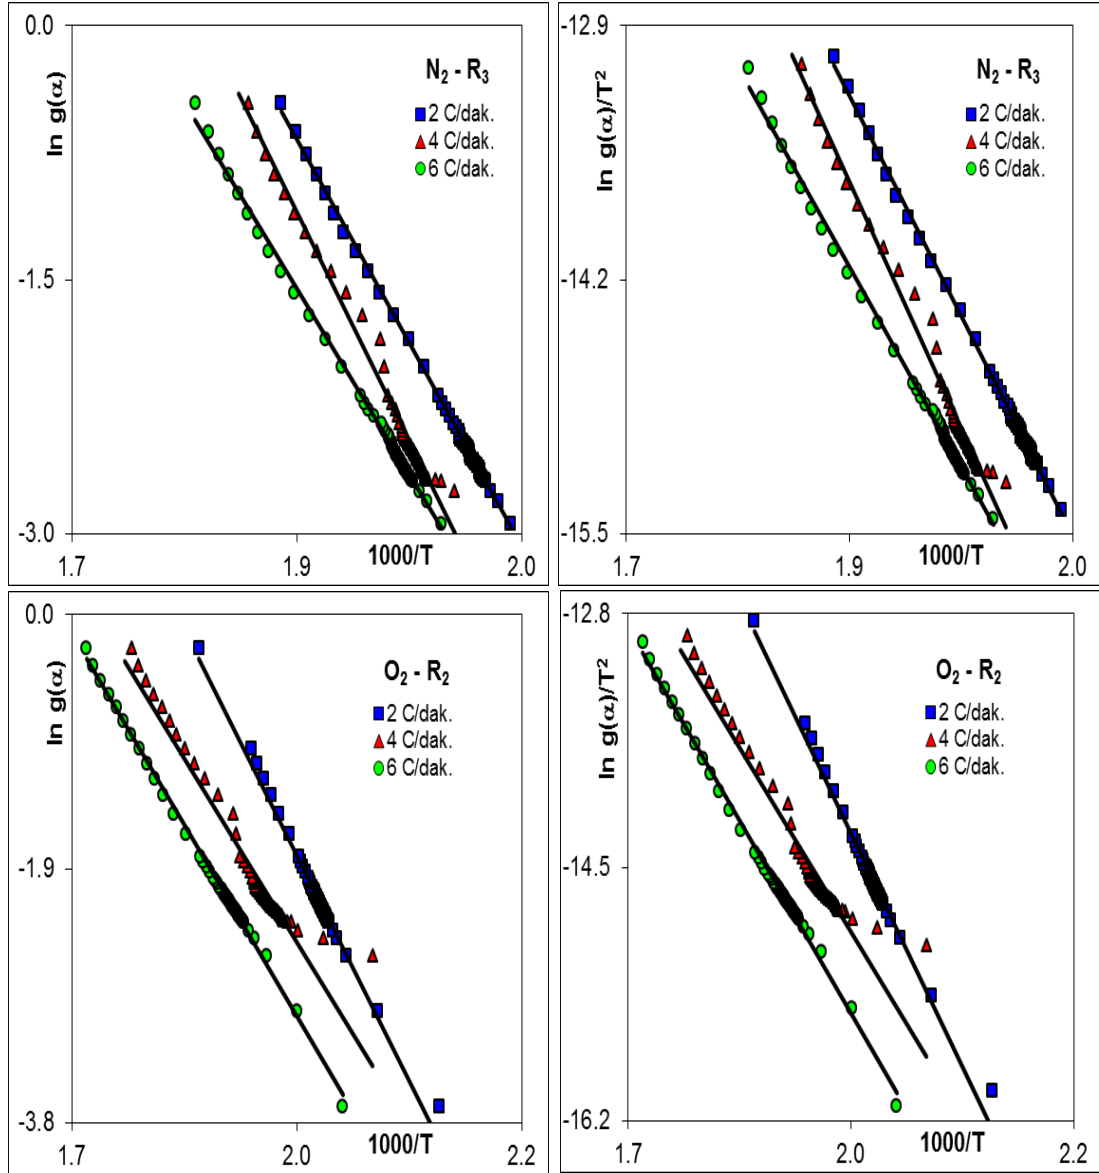 0.0
-1.5
-3.0
ln g(α)
N₂ - R₃
2 C/dak.
4 C/dak.
6 C/dak.
1.7
1.9
1000/T
2.0
-12.9
-14.2
-15.5
ln g(α)/T²
N₂ - R₃
2 C/dak.
4 C/dak.
6 C/dak.
1.7
1.9
1000/T
2.0
0.0
-1.9
-3.8
ln g(α)
O₂ - R₂
2 C/dak.
4 C/dak.
6 C/dak.
1.7
2.0
1000/T
2.2
-12.8
-14.5
-16.2
ln g(α)/T²
O₂ - R₂
2 C/dak.
4 C/dak.
6 C/dak.
1.7
2.0
1000/T
2.2